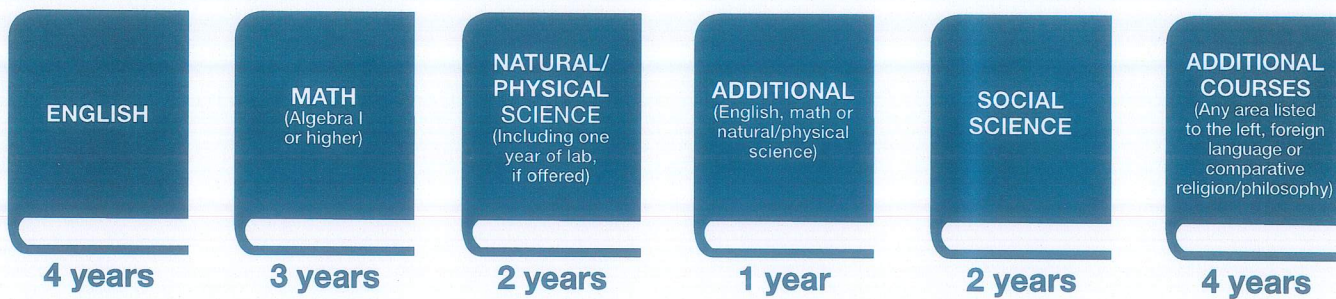 ENGLISH
4 years
MATH
(Algebra I
or higher)
3 years
NATURAL/
PHYSICAL
SCIENCE
(Including one
year of lab,
if offered)
2 years
ADDITIONAL
(English, math or
natural/physical
science)
1 year
SOCIAL
SCIENCE
2 years
ADDITIONAL
COURSES
(Any area listed
to the left, foreign
language or
comparative
religion/philosophy)
4 years